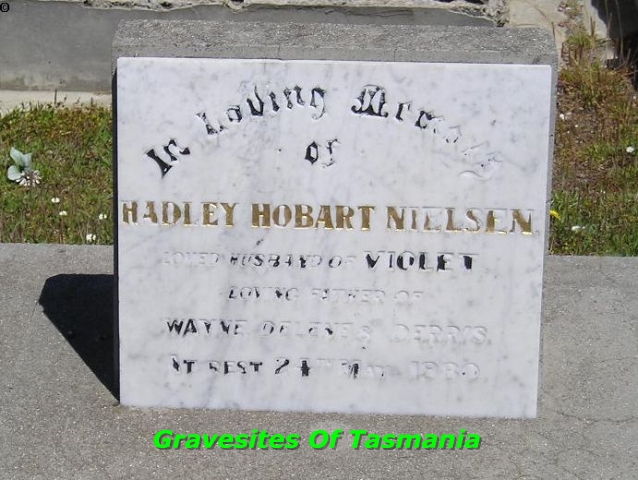 ©
In Loving Memory
of
HADLEY HOBART NIELSEN
LOVED HUSBAND OF VIOLET
LOVING FATHER OF
WAYNE DELENE & DERRIS.
AT REST 24TH MAY
Gravesites Of Tasmania